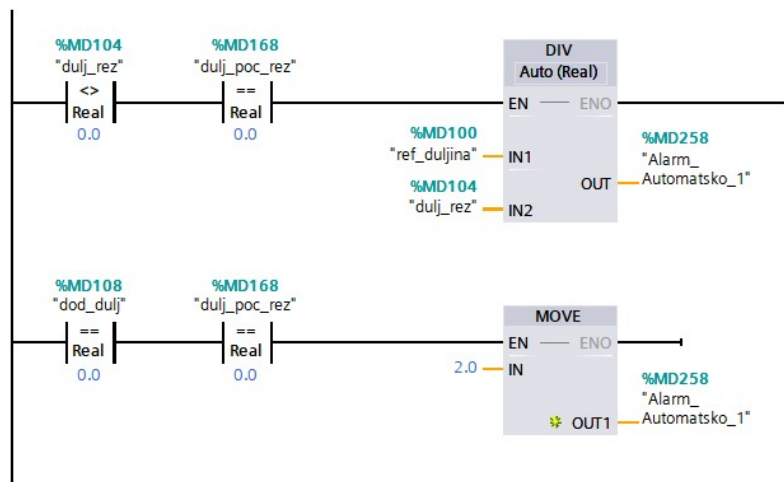 %MD104
"dulj_rez"
<>
Real
0.0
%MD168
"dulj_poc_rez"
==
Real
0.0
DIV
Auto (Real)
EN
ENO
%MD100
"ref_duljina"
IN1
%MD104
"dulj_rez"
IN2
OUT
%MD258
"Alarm_
Automatsko_1"
%MD108
"dod_dulj"
==
Real
0.0
%MD168
"dulj_poc_rez"
==
Real
0.0
MOVE
EN
ENO
2.0
IN
OUT1
%MD258
"Alarm_
Automatsko_1"